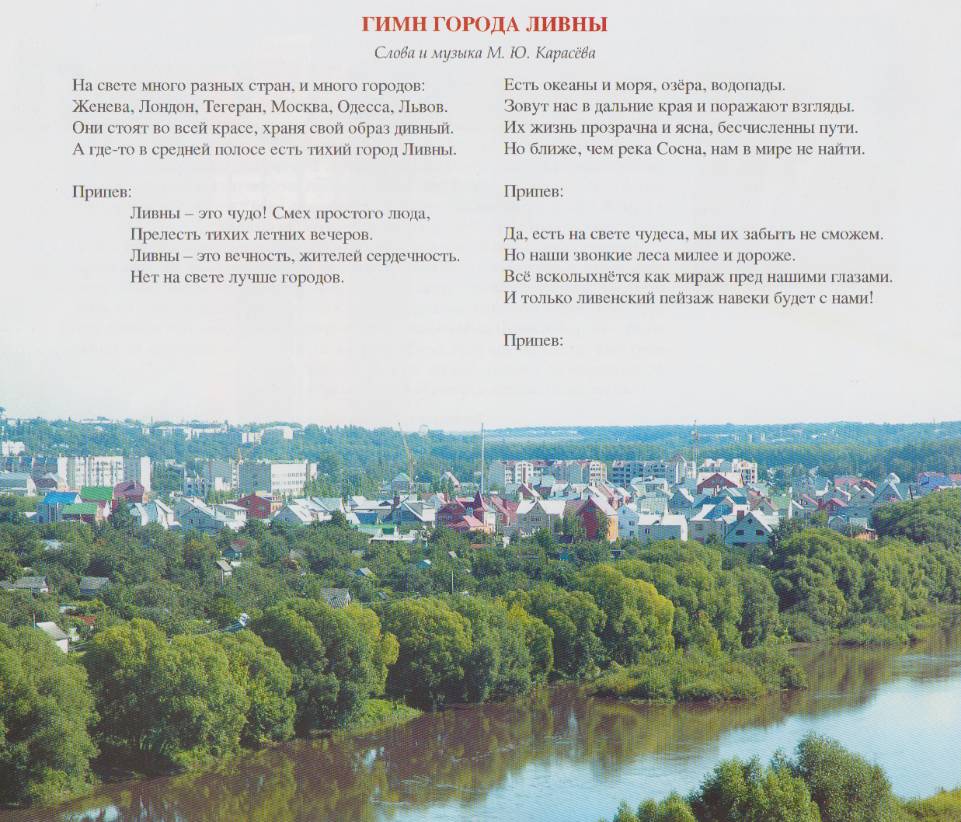 ГИМН ГОРОДА ЛИВНЫ
Слова и музыка М. Ю. Карасёва
На свете много разных стран, и много городов:
Женева, Лондон, Тегеран, Москва, Одесса, Львов.
Они стоят во всей красе, храня свой образ дивный.
А где-то в средней полосе есть тихий город Ливны.
Припев:
Ливны – это чудо! Смех простого люда,
Прелесть тихих летних вечеров.
Ливны – это вечность, жителей сердечность.
Нет на свете лучше городов.
Есть океаны и моря, озёра, водопады.
Зовут нас в дальние края и поражают взгляды.
Их жизнь прозрачна и ясна, бесчисленны пути.
Но ближе, чем река Сосна, нам в мире не найти.
Припев:
Да, есть на свете чудеса, мы их забыть не сможем.
Но наши звонкие леса милее и дороже.
Всё всколыхнётся как мираж пред нашими глазами.
И только ливенский пейзаж навеки будет с нами!
Припев: